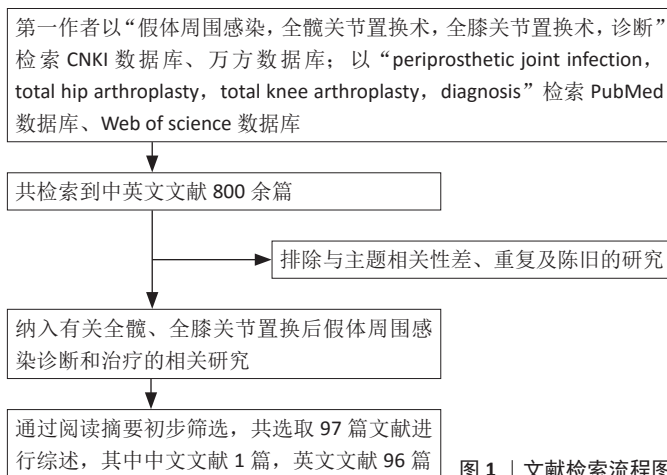 第一作者以“假体周围感染，全髋关节置换术，全膝关节置换术，诊断”
检索 CNKI 数据库、万方数据库；以 “periprosthetic joint infection，
total hip arthroplasty，total knee arthroplasty，diagnosis” 检索 PubMed
数据库、Web of science 数据库
共检索到中英文文献 800 余篇
排除与主题相关性差、重复及陈旧的研究
纳入有关全髋、全膝关节置换后假体周围感
染诊断和治疗的相关研究
通过阅读摘要初步筛选，共选取 97 篇文献进
行综述，其中中文文献 1 篇，英文文献 96 篇
图 1 ｜文献检索流程图